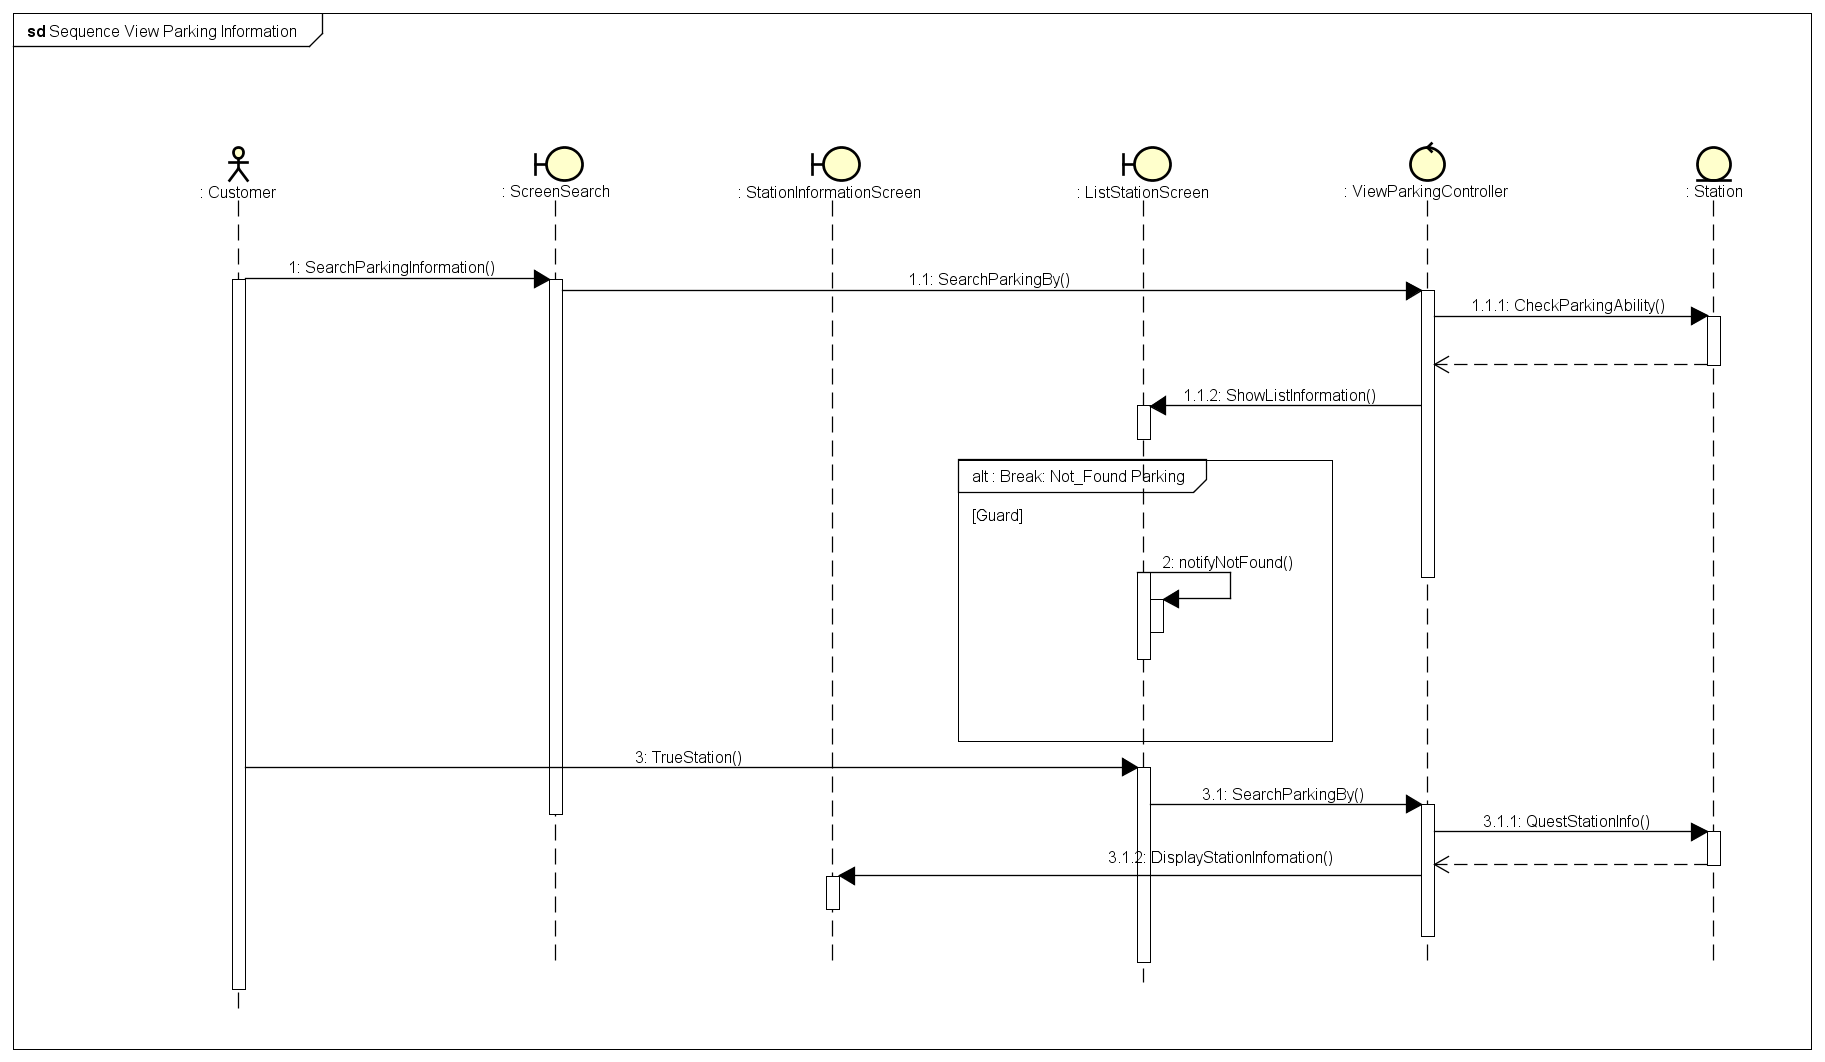 sd Sequence View Parking Information
: Customer
: ScreenSearch
: StationInformationScreen
: ListStationScreen
: ViewParkingController
: Station
1: SearchParkingInformation()
1.1: SearchParkingBy()
1.1.1: CheckParkingAbility()
1.1.2: ShowListInformation()
alt : Break: Not_Found Parking
[Guard]
2: notifyNotFound()
3: TrueStation()
3.1: SearchParkingBy()
3.1.1: QuestStationInfo()
3.1.2: DisplayStationInfomation()